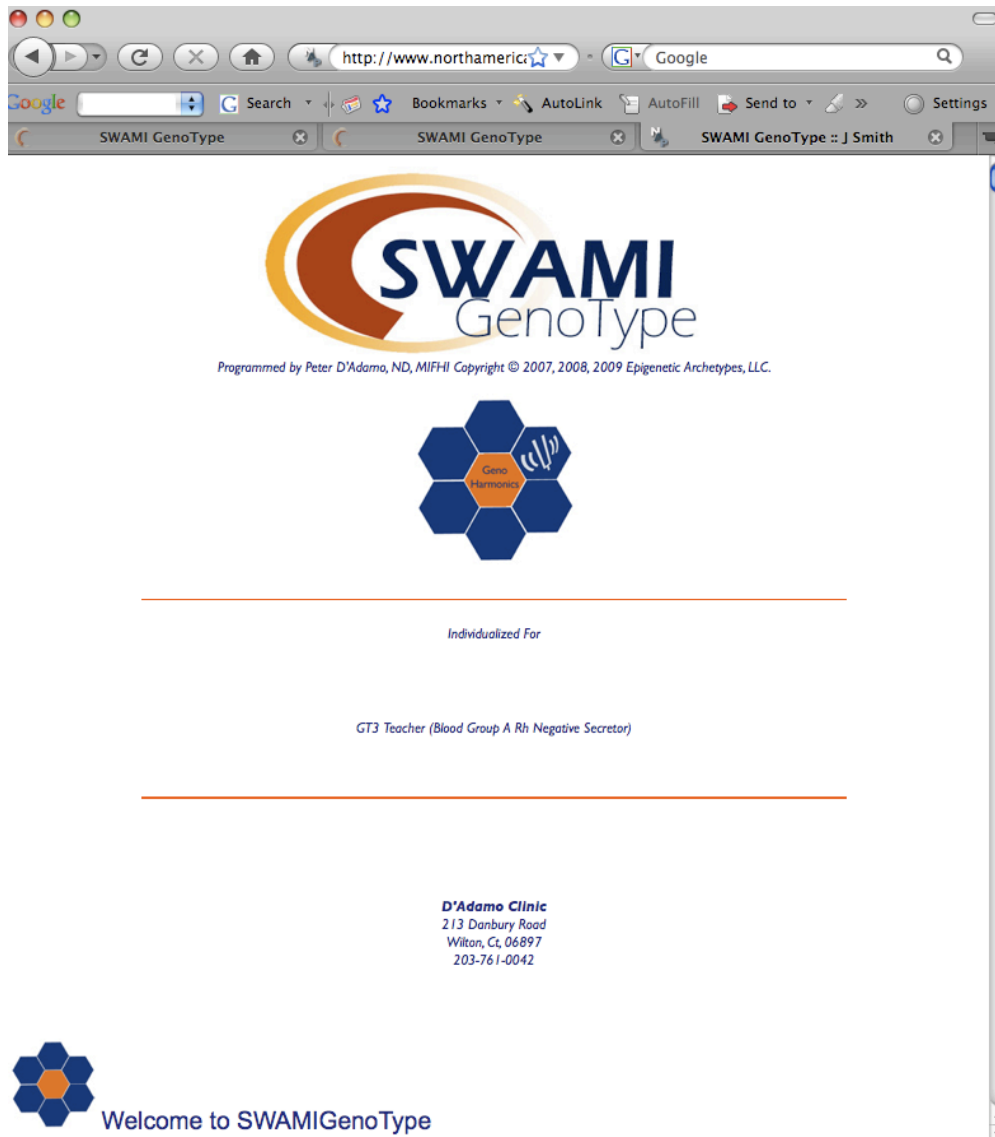 http://www.northameric
G Google
Google G Search Bookmarks AutoLink AutoFill Send to » Settings
SWAMI GenoType SWAMI GenoType SWAMI GenoType :: J Smith
SWAMI
GenoType
Programmed by Peter D'Adamo, ND, MIFHI Copyright © 2007, 2008, 2009 Epigenetic Archetypes, LLC.
Geno
Harmonics
Individualized For
GT3 Teacher (Blood Group A Rh Negative Secretor)
D'Adamo Clinic
213 Danbury Road
Wilton, Ct, 06897
203-761-0042
Welcome to SWAMIGenoType